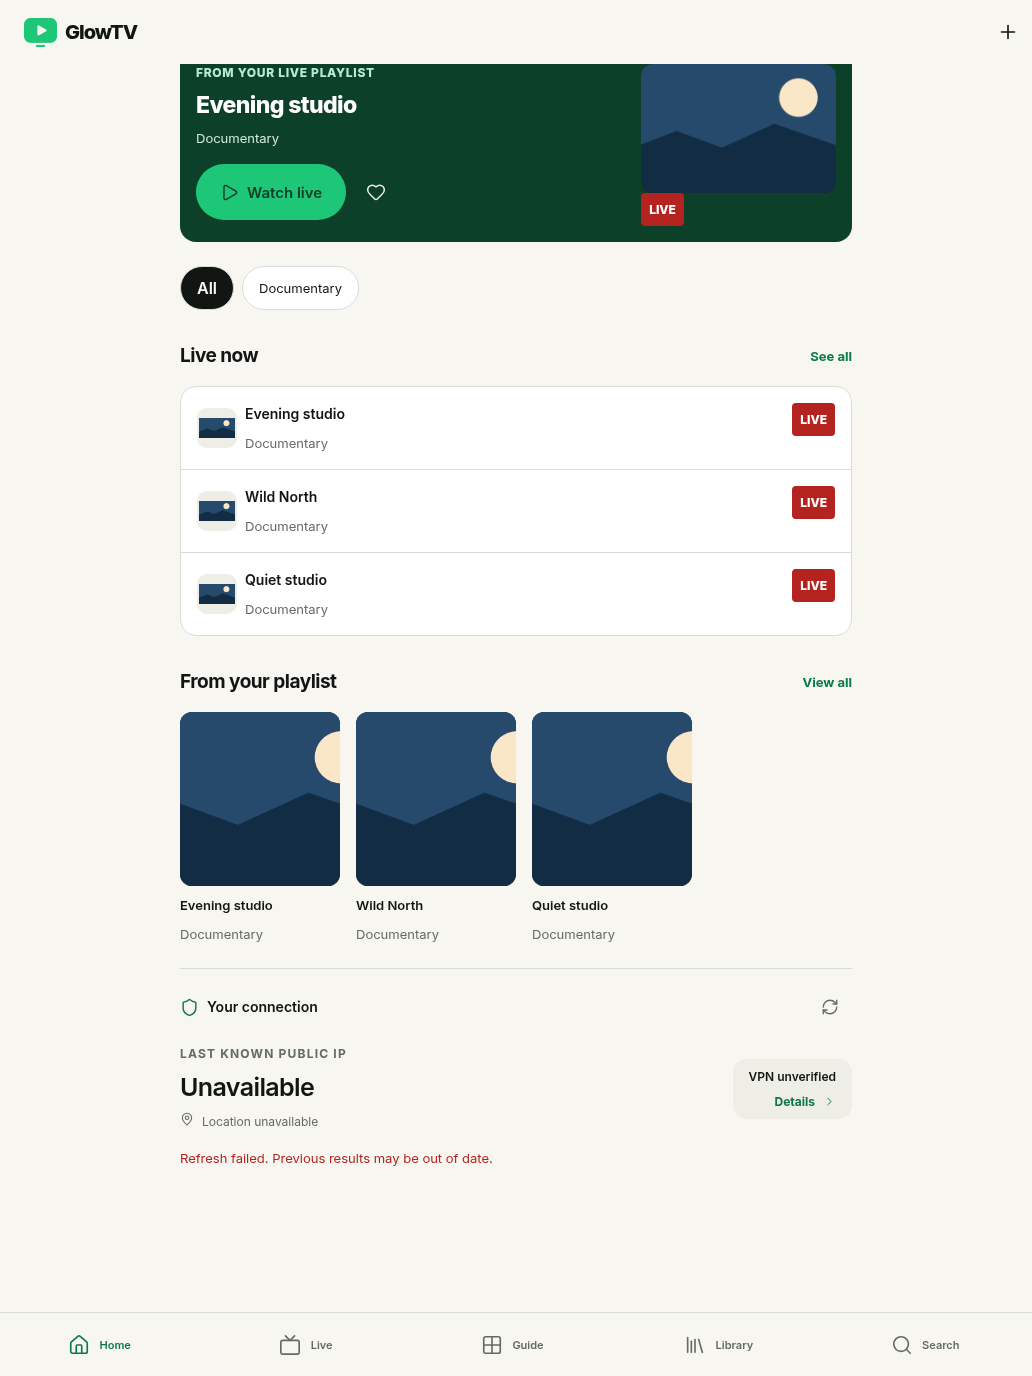 GlowTV
FROM YOUR LIVE PLAYLIST
Evening studio
Documentary
Watch live
LIVE
All
Documentary
Live now
See all
Evening studio
Documentary
LIVE
Wild North
Documentary
LIVE
Quiet studio
Documentary
LIVE
From your playlist
View all
Evening studio
Documentary
Wild North
Documentary
Quiet studio
Documentary
Your connection
LAST KNOWN PUBLIC IP
Unavailable
Location unavailable
VPN unverified
Details
Refresh failed. Previous results may be out of date.
Home
Live
Guide
Library
Search